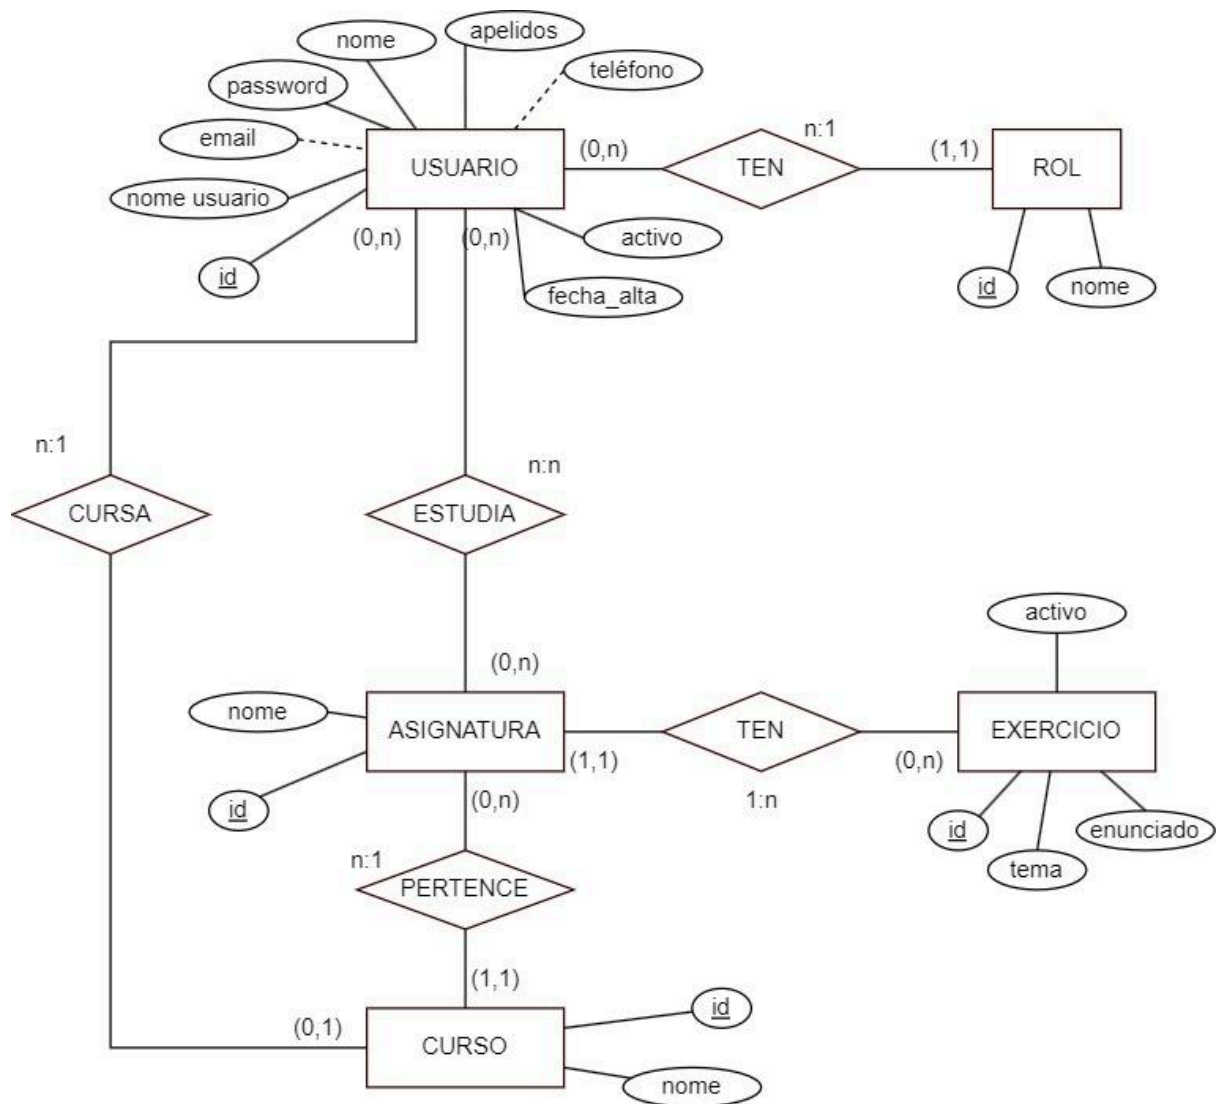 apelidos
nome
teléfono
password
n:1
email
(0,n)
(1,1)
USUARIO
TEN
ROL
nome usuario
(0,n)
(0,n)
activo
id
fecha_alta
id
nome
n:1
n:n
CURSA
ESTUDIA
activo
(0,n)
nome
ASIGNATURA
TEN
EXERCICIO
(1,1)
(0,n)
id
(0,n)
1:n
id
enunciado
n:1
tema
PERTENCE
(1,1)
id
(0,1)
CURSO
nome